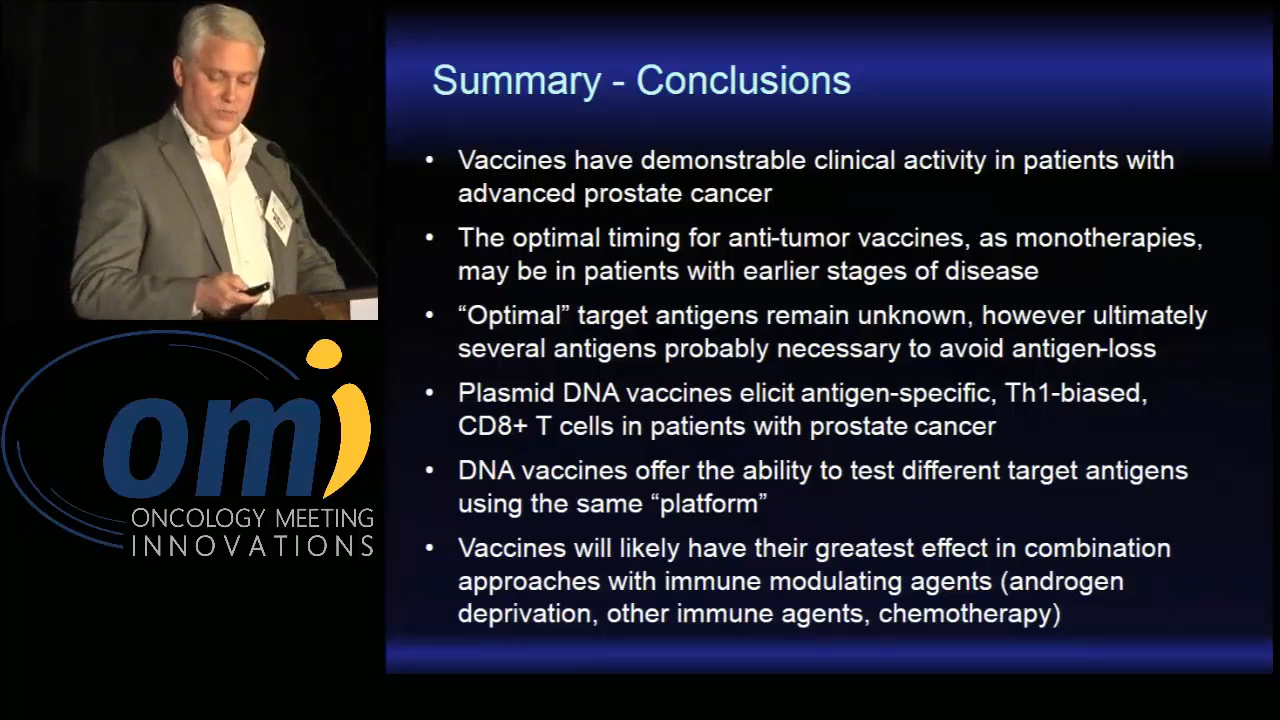 Summary - Conclusions
• Vaccines have demonstrable clinical activity in patients with
advanced prostate cancer
• The optimal timing for anti-tumor vaccines, as monotherapies,
may be in patients with earlier stages of disease
• “Optimal” target antigens remain unknown, however ultimately
several antigens probably necessary to avoid antigen-loss
• Plasmid DNA vaccines elicit antigen-specific, Th1-biased,
CD8+ T cells in patients with prostate cancer
• DNA vaccines offer the ability to test different target antigens
using the same “platform”
• Vaccines will likely have their greatest effect in combination
approaches with immune modulating agents (androgen
deprivation, other immune agents, chemotherapy)
omi
ONCOLOGY MEETING
INNOVATIONS